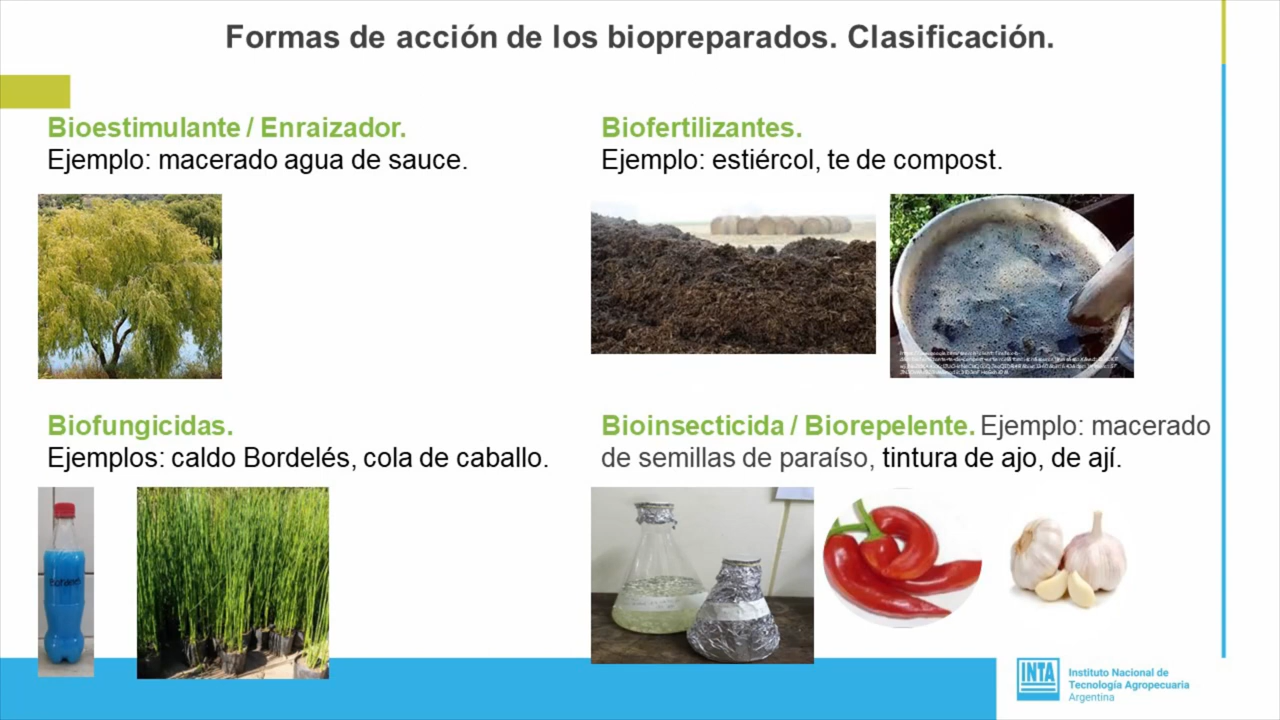 Formas de acción de los biopreparados. Clasificación.
Bioestimulante / Enraizador.
Ejemplo: macerado agua de sauce.
Biofertilizantes.
Ejemplo: estiércol, te de compost.
Biofungicidas.
Ejemplos: caldo Bordelés, cola de caballo.
Bioinsecticida / Biorepelente. Ejemplo: macerado
de semillas de paraíso, tintura de ajo, de ají.
INTA
Instituto Nacional de
Tecnología Agropecuaria
Argentina